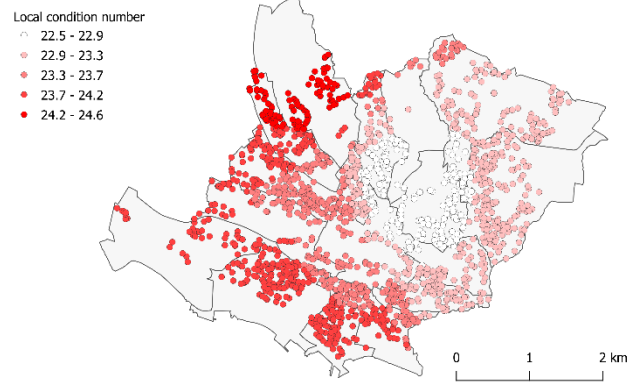 Local condition number
22.5 - 22.9
22.9 - 23.3
23.3 - 23.7
23.7 - 24.2
24.2 - 24.6
0 1 2 km